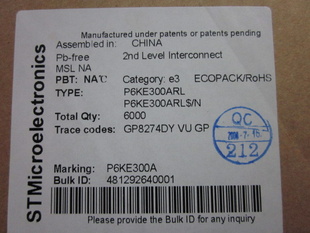 Manufactured under patents or patents pending
Assembled in: CHINA
Pb-free 2nd Level Interconnect
MSL NA
PBT: NA℃ Category: e3 ECOPACK/RoHS
TYPE: P6KE300ARL
P6KE300ARL$/N
Total Qty: 6000
Trace codes: GP8274DY VU GP
Marking: P6KE300A
Bulk ID: 481292640001
Please provide the Bulk ID for any inquiry
STMicroelectronics
QC
212